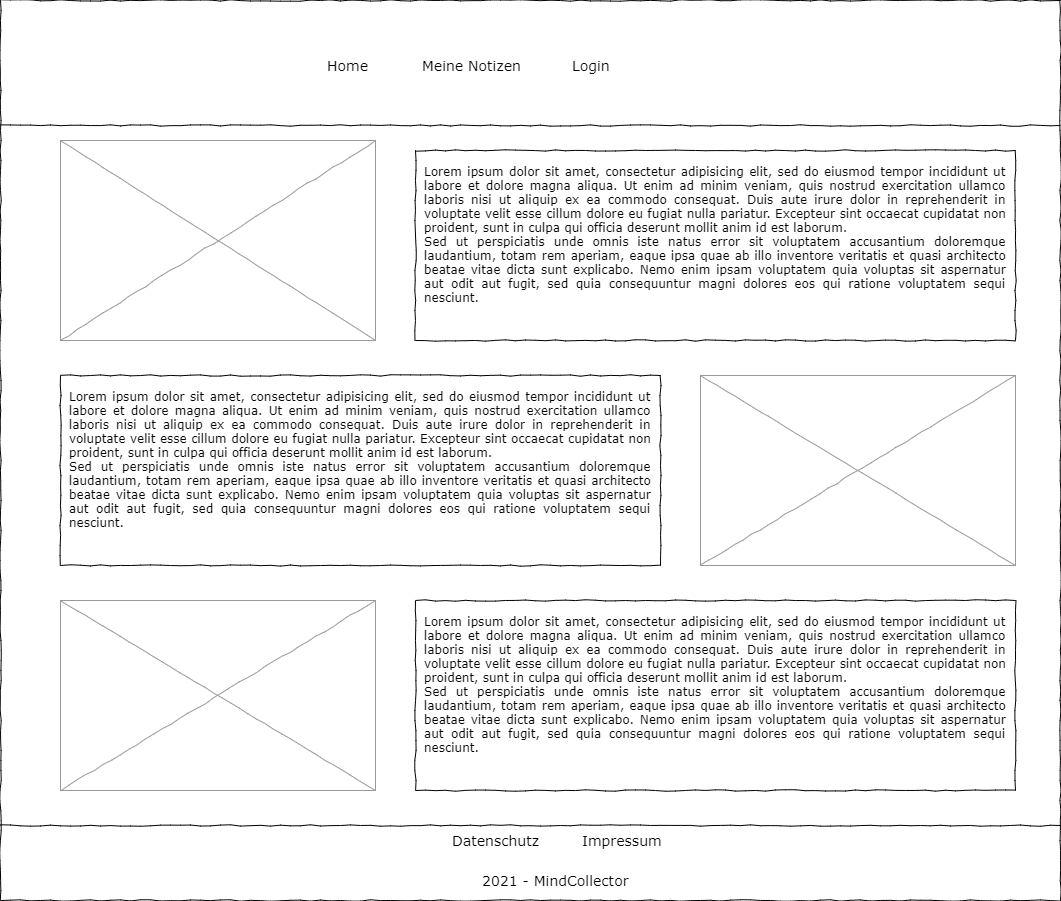 Home Meine Notizen Login
Lorem ipsum dolor sit amet, consectetur adipisicing elit, sed do eiusmod tempor incididunt ut
labore et dolore magna aliqua. Ut enim ad minim veniam, quis nostrud exercitation ullamco
laboris nisi ut aliquip ex ea commodo consequat. Duis aute irure dolor in reprehenderit in
voluptate velit esse cillum dolore eu fugiat nulla pariatur. Excepteur sint occaecat cupidatat non
proident, sunt in culpa qui officia deserunt mollit anim id est laborum.
Sed ut perspiciatis unde omnis iste natus error sit voluptatem accusantium doloremque
laudantium, totam rem aperiam, eaque ipsa quae ab illo inventore veritatis et quasi architecto
beatae vitae dicta sunt explicabo. Nemo enim ipsam voluptatem quia voluptas sit aspernatur
aut odit aut fugit, sed quia consequuntur magni dolores eos qui ratione voluptatem sequi
nesciunt.
Lorem ipsum dolor sit amet, consectetur adipisicing elit, sed do eiusmod tempor incididunt ut
labore et dolore magna aliqua. Ut enim ad minim veniam, quis nostrud exercitation ullamco
laboris nisi ut aliquip ex ea commodo consequat. Duis aute irure dolor in reprehenderit in
voluptate velit esse cillum dolore eu fugiat nulla pariatur. Excepteur sint occaecat cupidatat non
proident, sunt in culpa qui officia deserunt mollit anim id est laborum.
Sed ut perspiciatis unde omnis iste natus error sit voluptatem accusantium doloremque
laudantium, totam rem aperiam, eaque ipsa quae ab illo inventore veritatis et quasi architecto
beatae vitae dicta sunt explicabo. Nemo enim ipsam voluptatem quia voluptas sit aspernatur
aut odit aut fugit, sed quia consequuntur magni dolores eos qui ratione voluptatem sequi
nesciunt.
Lorem ipsum dolor sit amet, consectetur adipisicing elit, sed do eiusmod tempor incididunt ut
labore et dolore magna aliqua. Ut enim ad minim veniam, quis nostrud exercitation ullamco
laboris nisi ut aliquip ex ea commodo consequat. Duis aute irure dolor in reprehenderit in
voluptate velit esse cillum dolore eu fugiat nulla pariatur. Excepteur sint occaecat cupidatat non
proident, sunt in culpa qui officia deserunt mollit anim id est laborum.
Sed ut perspiciatis unde omnis iste natus error sit voluptatem accusantium doloremque
laudantium, totam rem aperiam, eaque ipsa quae ab illo inventore veritatis et quasi architecto
beatae vitae dicta sunt explicabo. Nemo enim ipsam voluptatem quia voluptas sit aspernatur
aut odit aut fugit, sed quia consequuntur magni dolores eos qui ratione voluptatem sequi
nesciunt.
Datenschutz Impressum
2021 - MindCollector